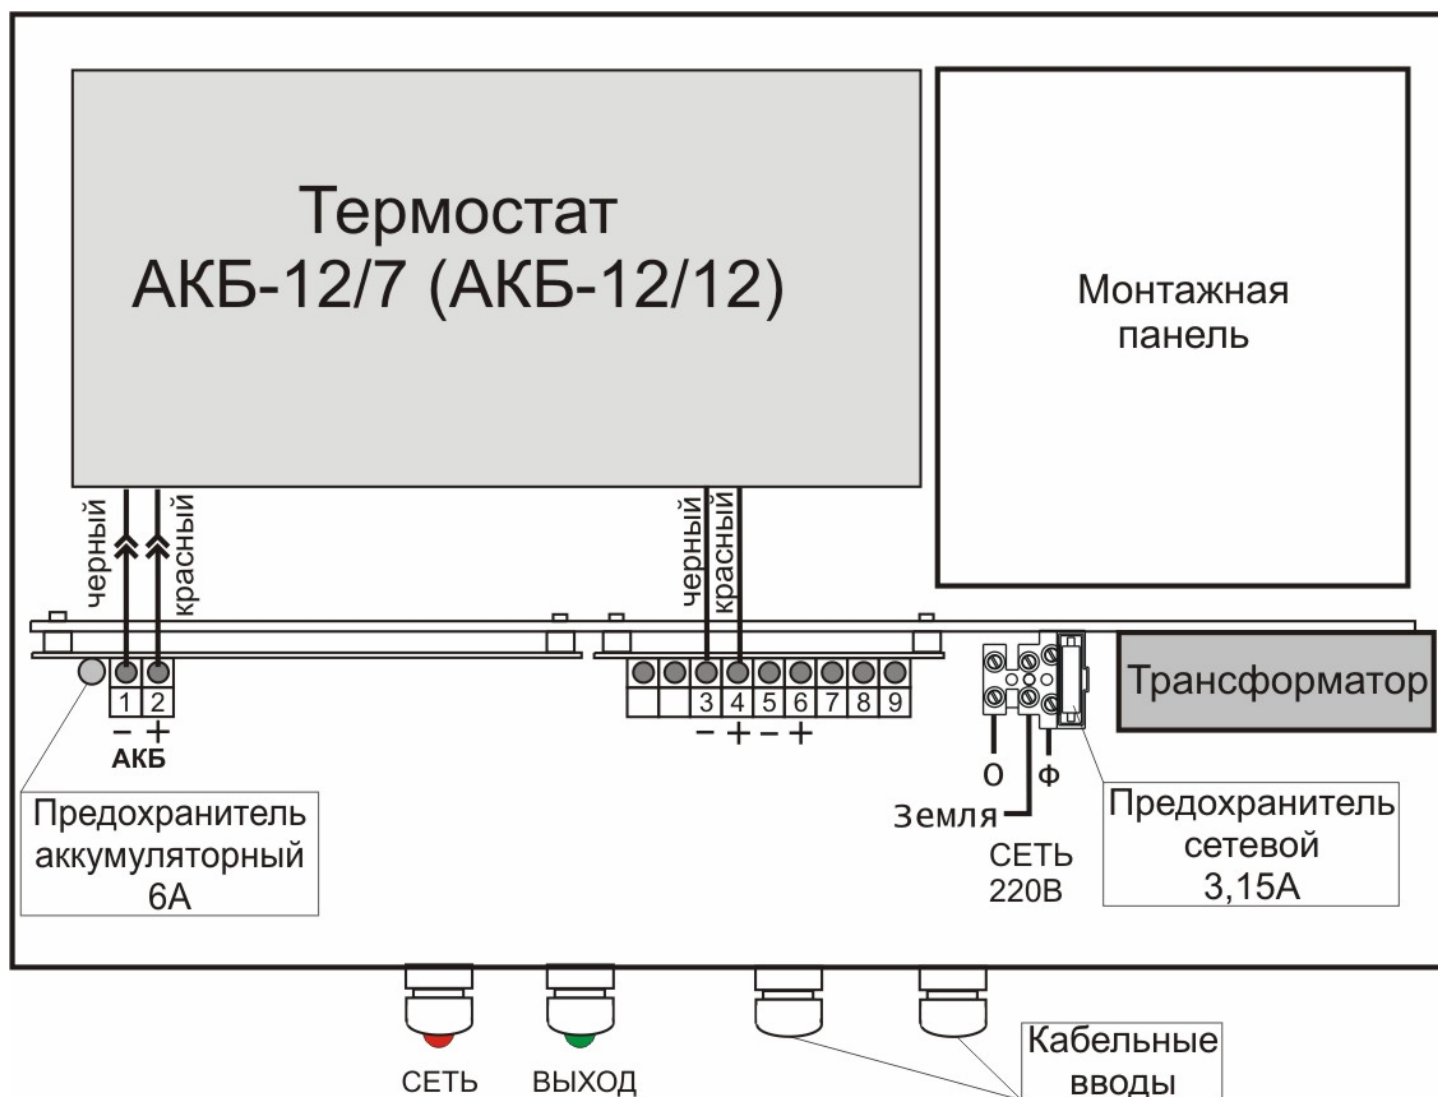 Термостат
АКБ-12/7 (АКБ-12/12)
Монтажная
панель
черный
красный
черный
красный
1 2
– +
АКБ
3 4 5 6 7 8 9
– + – +
Трансформатор
О
Ф
Земля
СЕТЬ
220В
Предохранитель
аккумуляторный
6А
Предохранитель
сетевой
3,15А
СЕТЬ
ВЫХОД
Кабельные
вводы